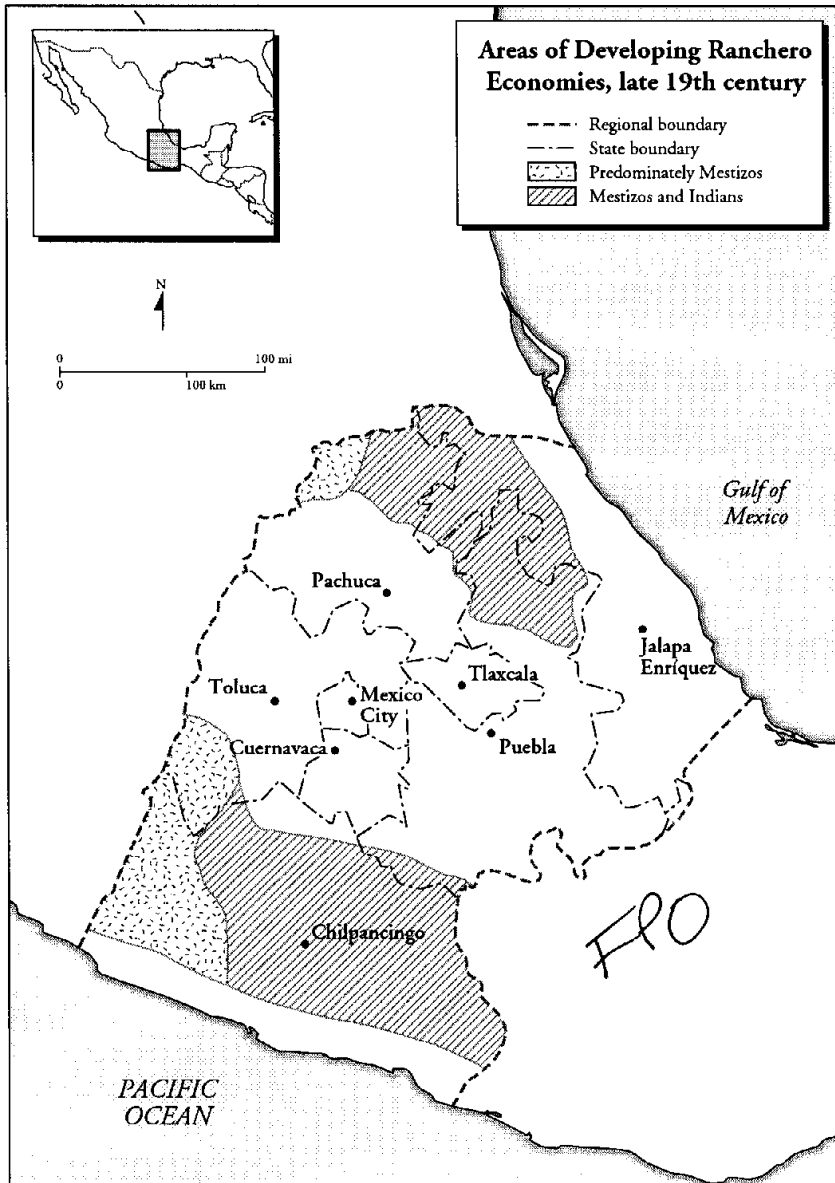 Areas of Developing Ranchero
Economies, late 19th century
Regional boundary
State boundary
Predominately Mestizos
Mestizos and Indians
N
0 100 mi
0 100 km
Gulf of
Mexico
Pachuca
Jalapa
Enríquez
Tlaxcala
Toluca
Mexico
City
Puebla
Cuernavaca
FPO
Chilpancingo
PACIFIC
OCEAN